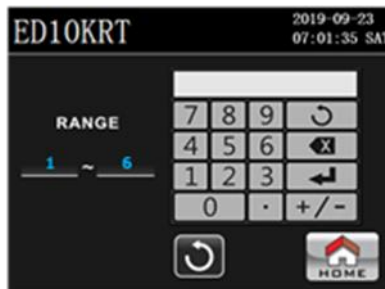 ED10KRT
2019-09-23
07:01:35 SAT
RANGE
1 ~ 6
7 8 9
4 5 6
1 2 3
0 . +/-
HOME